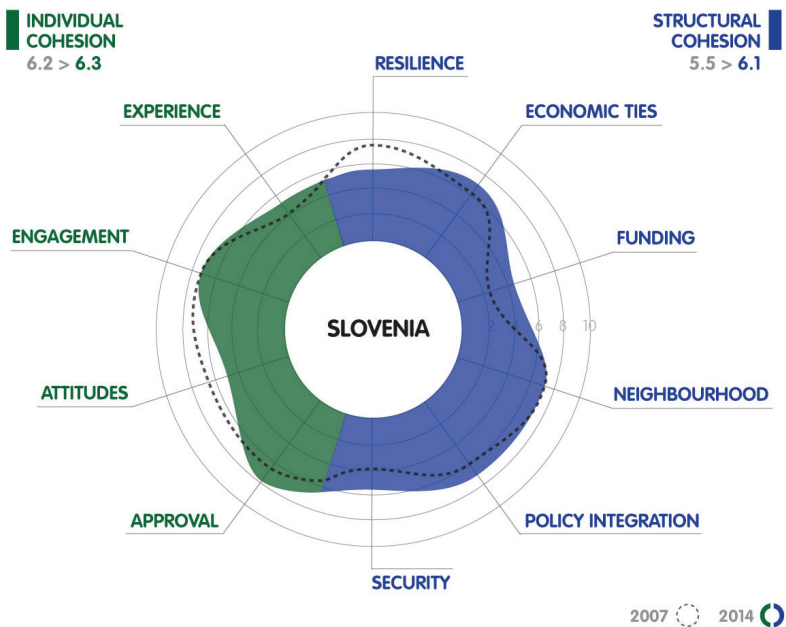 INDIVIDUAL
COHESION
6.2 > 6.3
STRUCTURAL
COHESION
5.5 > 6.1
RESILIENCE
EXPERIENCE
ECONOMIC TIES
ENGAGEMENT
FUNDING
SLOVENIA
2 4 6 8 10
ATTITUDES
NEIGHBOURHOOD
APPROVAL
POLICY INTEGRATION
SECURITY
2007 2014